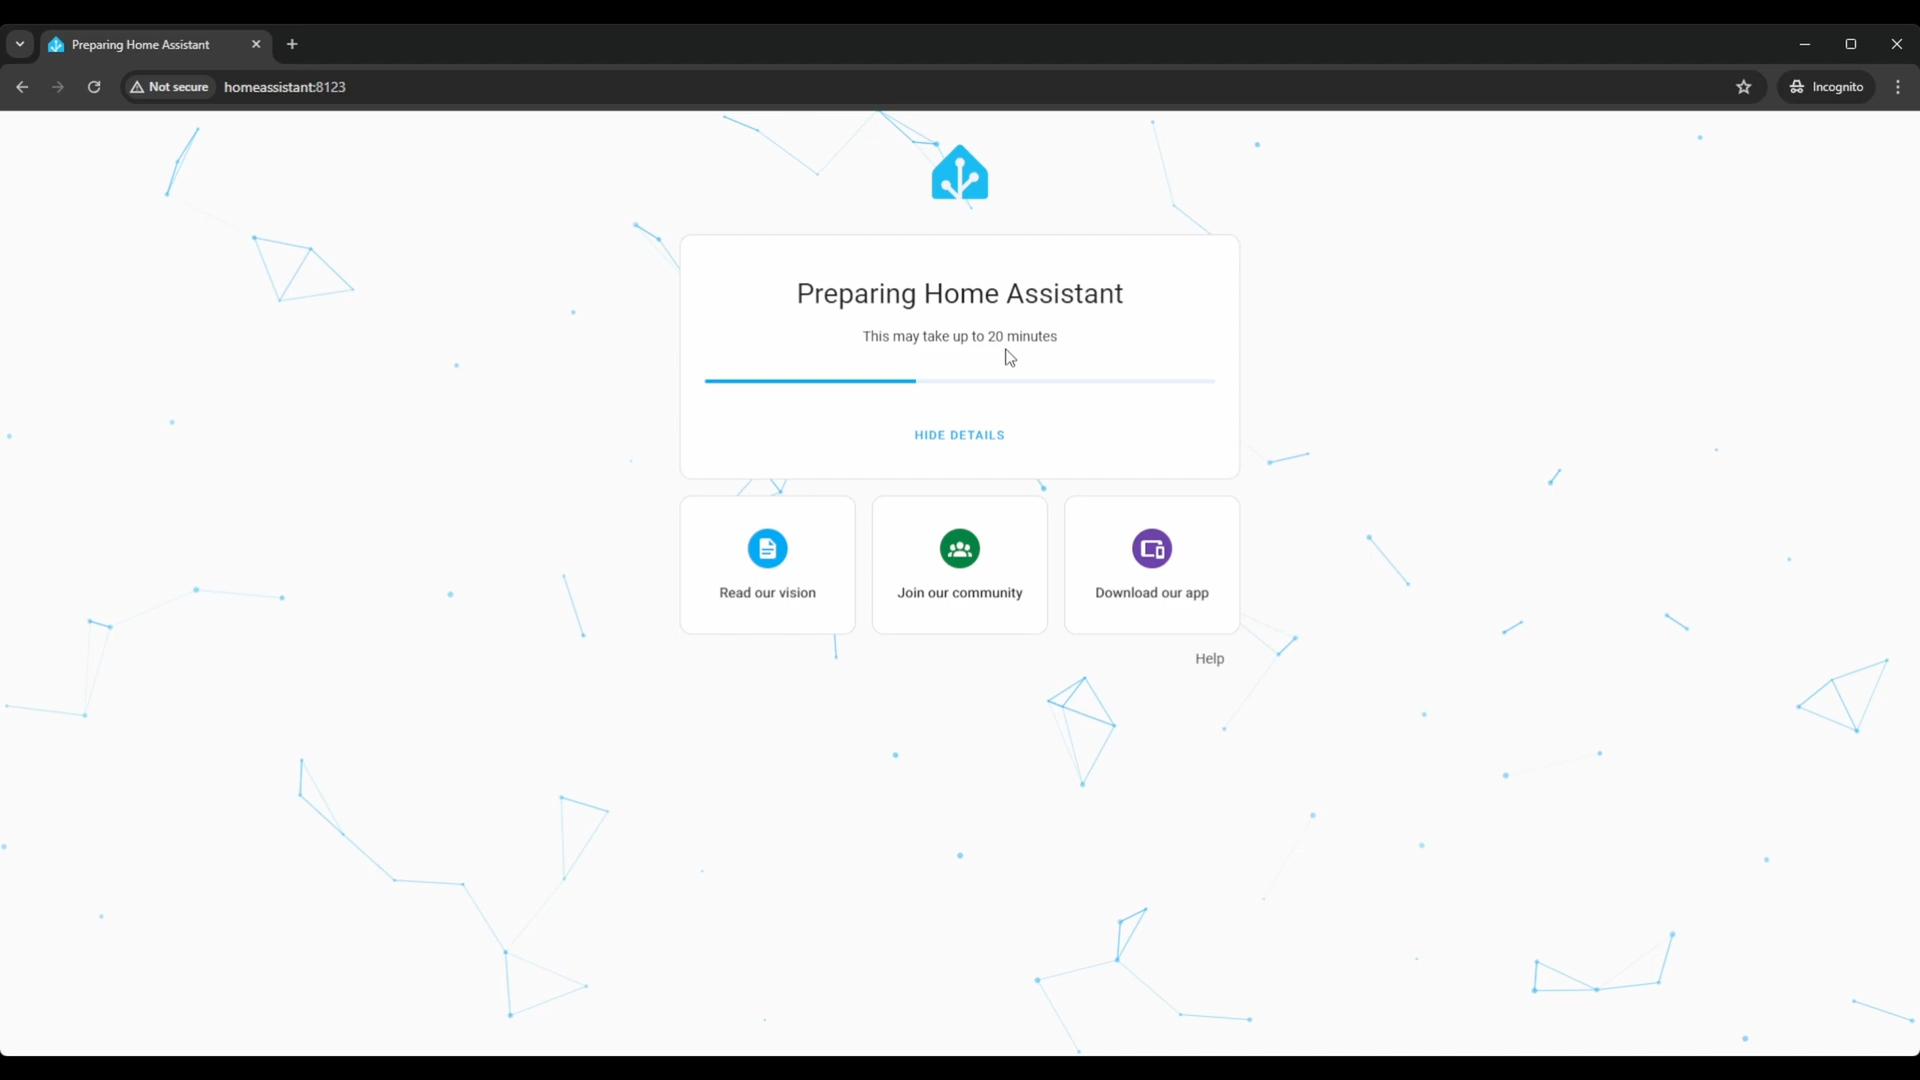 Preparing Home Assistant
Not secure
homeassistant:8123
Incognito
Preparing Home Assistant
This may take up to 20 minutes
HIDE DETAILS
Read our vision
Join our community
Download our app
Help